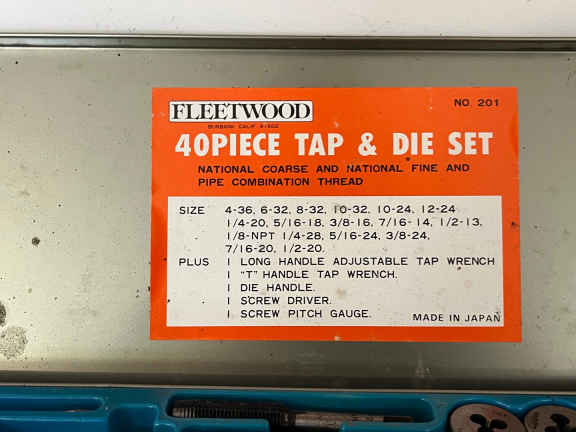 FLEETWOOD
NO. 201
BURBANK CALIF. 91502
40PIECE TAP & DIE SET
NATIONAL COARSE AND NATIONAL FINE AND
PIPE COMBINATION THREAD
SIZE 4-36, 6-32, 8-32, 10-32, 10-24, 12-24
1/4-20, 5/16-18, 3/8-16, 7/16-14, 1/2-13,
1/8-NPT 1/4-28, 5/16-24, 3/8-24,
7/16-20, 1/2-20.
PLUS 1 LONG HANDLE ADJUSTABLE TAP WRENCH
1 "T" HANDLE TAP WRENCH.
1 DIE HANDLE.
1 SCREW DRIVER.
1 SCREW PITCH GAUGE.
MADE IN JAPAN